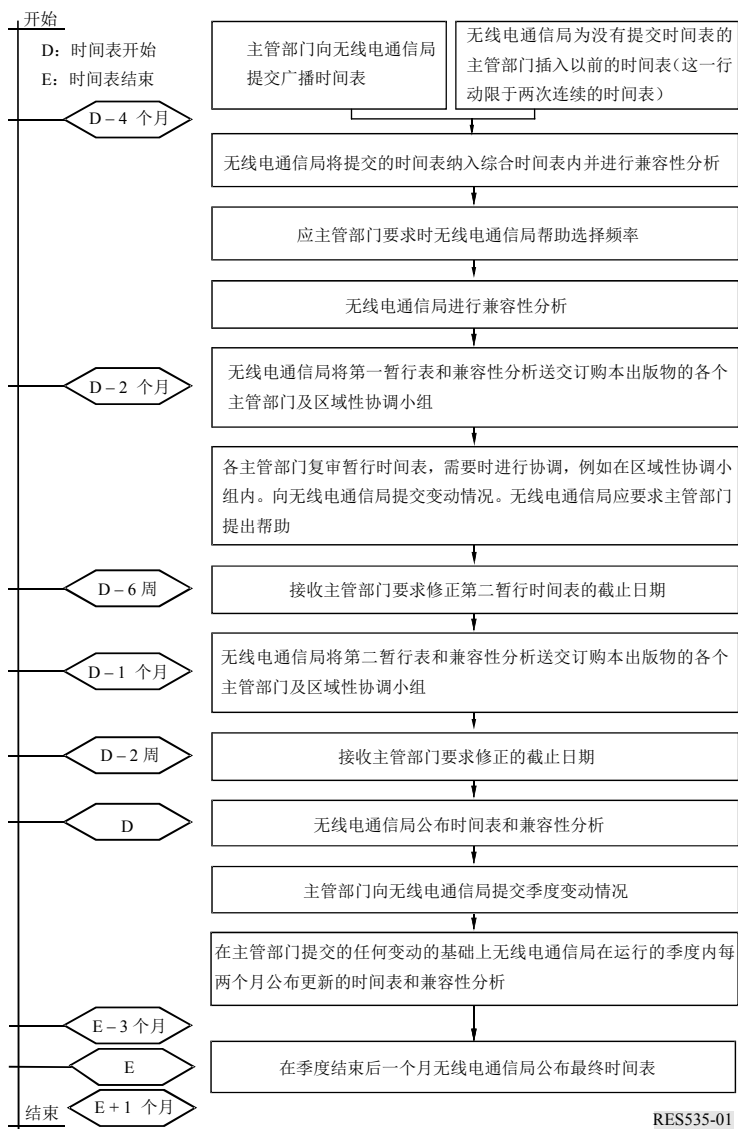 开始
D：时间表开始
E：时间表结束
主管部门向无线电通信局
提交广播时间表
无线电通信局为没有提交时间表的
主管部门插入以前的时间表（这一行
动限于两次连续的时间表）
D – 4 个月
无线电通信局将提交的时间表纳入综合时间表内并进行兼容性分析
应主管部门要求时无线电通信局帮助选择频率
无线电通信局进行兼容性分析
D – 2 个月
无线电通信局将第一暂行表和兼容性分析送交订购本出版物的各个
主管部门及区域性协调小组
各主管部门复审暂行时间表，需要时进行协调，例如在区域性协调小
组内。向无线电通信局提交变动情况。无线电通信局应要求主管部门
提出帮助
D – 6 周
接收主管部门要求修正第二暂行时间表的截止日期
D – 1 个月
无线电通信局将第二暂行表和兼容性分析送交订购本出版物的各个
主管部门及区域性协调小组
D – 2 周
接收主管部门要求修正的截止日期
D
无线电通信局公布时间表和兼容性分析
主管部门向无线电通信局提交季度变动情况
在主管部门提交的任何变动的基础上无线电通信局在运行的季度内每
两个月公布更新的时间表和兼容性分析
E – 3 个月
E
在季度结束后一个月无线电通信局公布最终时间表
E + 1 个月
结束
RES535-01